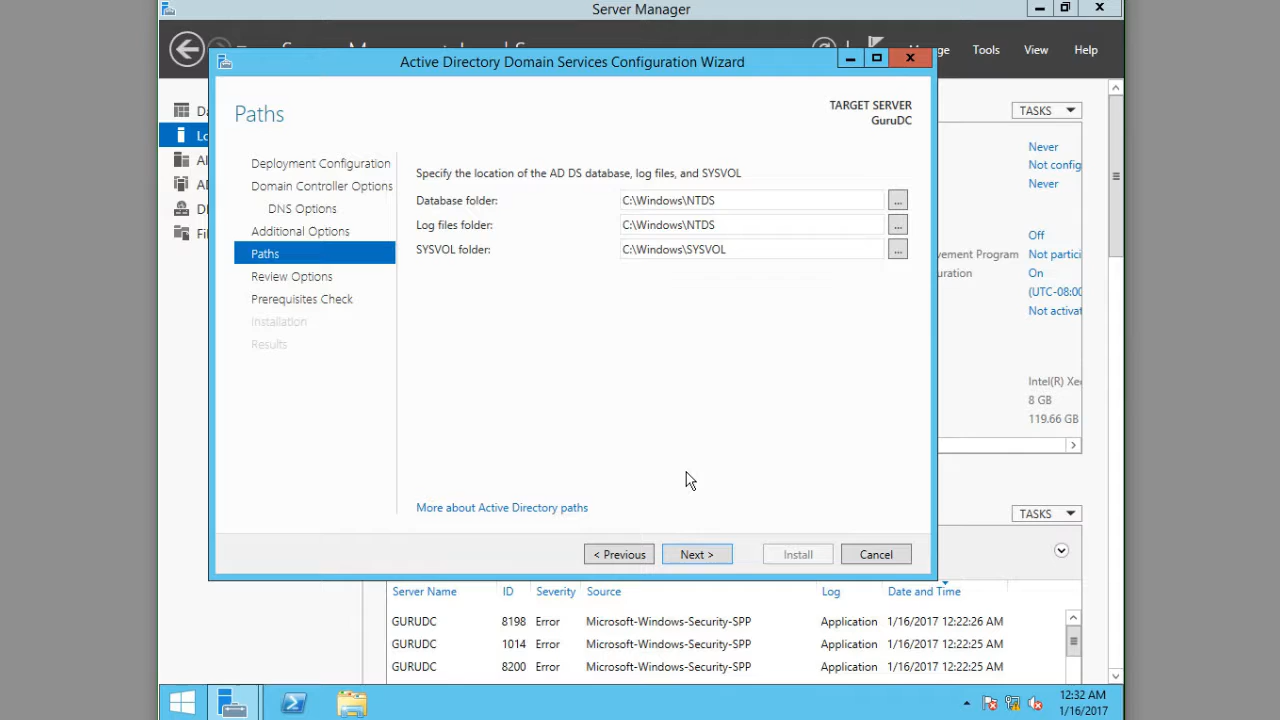 Server Manager
Tools
View
Help
Active Directory Domain Services Configuration Wizard
Paths
TARGET SERVER
GuruDC
TASKS
Deployment Configuration
Domain Controller Options
DNS Options
Additional Options
Paths
Review Options
Prerequisites Check
Installation
Results
Specify the location of the AD DS database, log files, and SYSVOL
Database folder:
C:\Windows\NTDS
...
Log files folder:
C:\Windows\NTDS
...
SYSVOL folder:
C:\Windows\SYSVOL
...
More about Active Directory paths
< Previous
Next >
Install
Cancel
Never
Not config
Never
Off
Program
Not partici
On
(UTC-08:00
Not activat
Intel(R) Xe
8 GB
119.66 GB
TASKS
Server Name ID Severity Source Log Date and Time
GURUDC 8198 Error Microsoft-Windows-Security-SPP Application 1/16/2017 12:22:26 AM
GURUDC 1014 Error Microsoft-Windows-Security-SPP Application 1/16/2017 12:22:25 AM
GURUDC 8200 Error Microsoft-Windows-Security-SPP Application 1/16/2017 12:22:25 AM
12:32 AM
1/16/2017